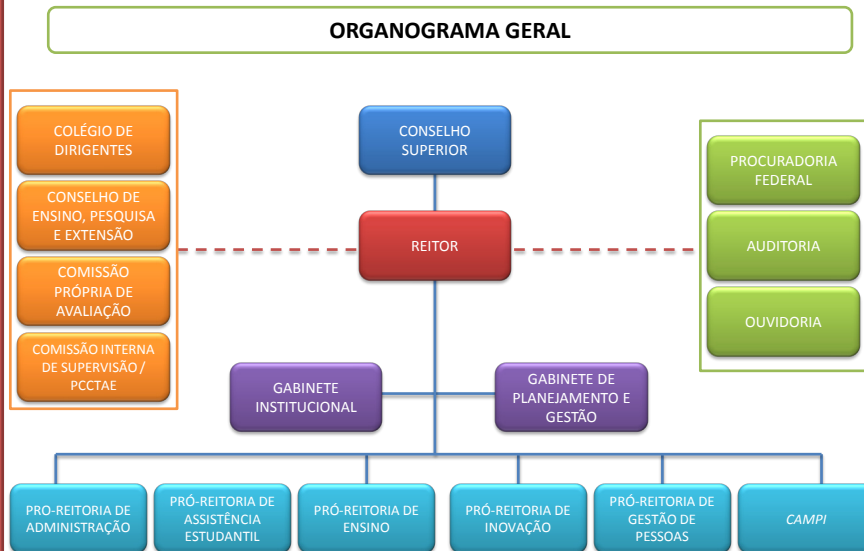 ORGANOGRAMA GERAL
COLÉGIO DE
DIRIGENTES
CONSELHO DE
ENSINO, PESQUISA
E EXTENSÃO
COMISSÃO
PRÓPRIA DE
AVALIAÇÃO
COMISSÃO INTERNA
DE SUPERVISÃO /
PCCTAE
CONSELHO
SUPERIOR
REITOR
PROCURADORIA
FEDERAL
AUDITORIA
OUVIDORIA
GABINETE
INSTITUCIONAL
GABINETE DE
PLANEJAMENTO E
GESTÃO
PRO-REITORIA DE
ADMINISTRAÇÃO
PRÓ-REITORIA DE
ASSISTÊNCIA
ESTUDANTIL
PRÓ-REITORIA DE
ENSINO
PRÓ-REITORIA DE
INOVAÇÃO
PRÓ-REITORIA DE
GESTÃO DE
PESSOAS
CAMPI